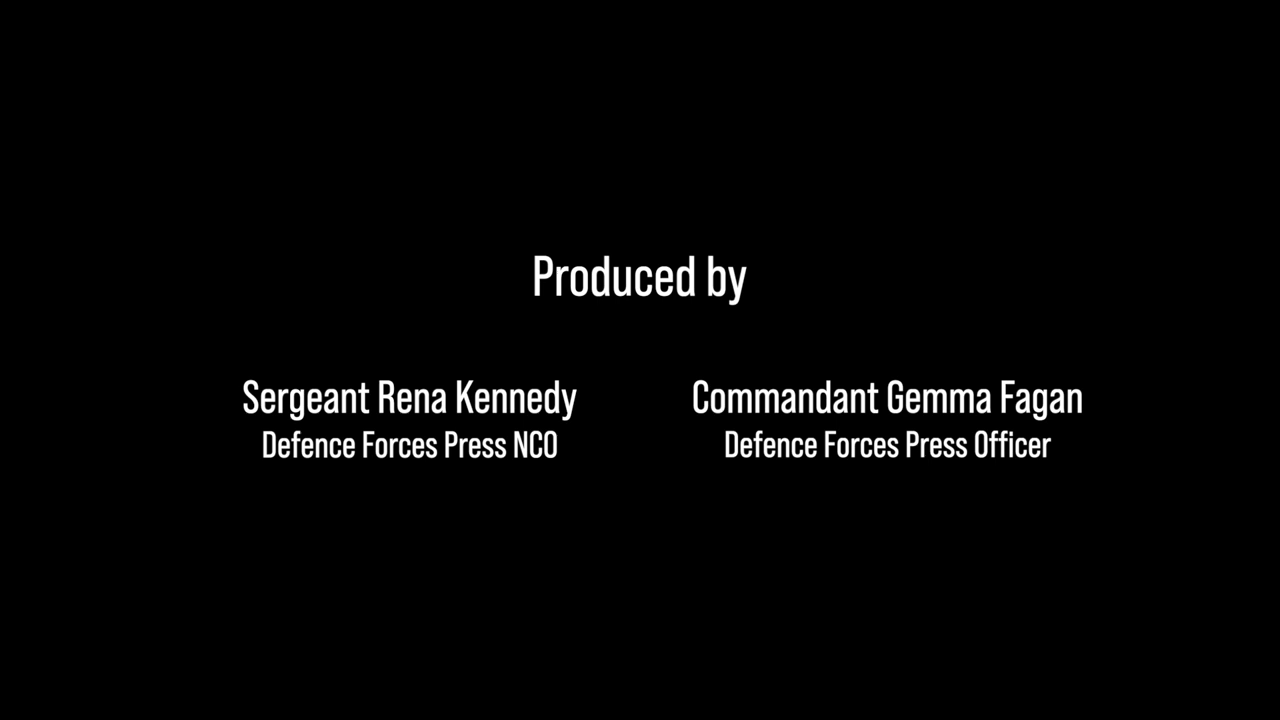 Produced by
Sergeant Rena Kennedy
Defence Forces Press NCO
Commandant Gemma Fagan
Defence Forces Press Officer